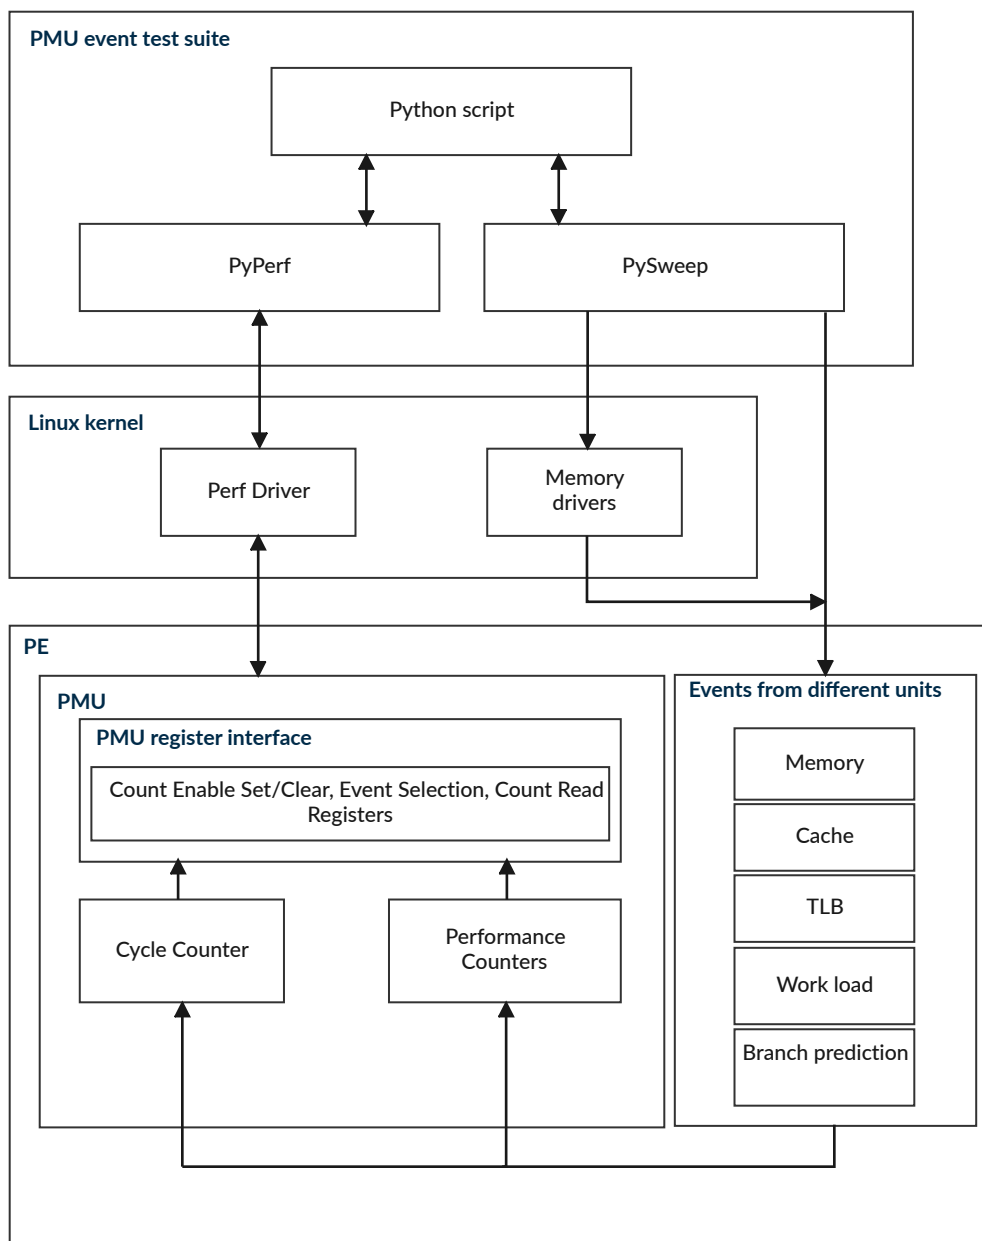 PMU event test suite
Python script
PyPerf
PySweep
Linux kernel
Perf Driver
Memory
drivers
PE
PMU
PMU register interface
Count Enable Set/Clear, Event Selection, Count Read
Registers
Cycle Counter
Performance
Counters
Events from different units
Memory
Cache
TLB
Work load
Branch prediction